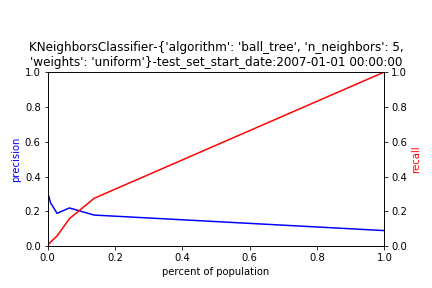 KNeighborsClassifier-{'algorithm': 'ball_tree', 'n_neighbors': 5,
'weights': 'uniform'}-test_set_start_date:2007-01-01 00:00:00
1.0
0.8
0.6
0.4
0.2
0.0
precision
1.0
0.8
0.6
0.4
0.2
0.0
recall
0.0 0.2 0.4 0.6 0.8 1.0
percent of population